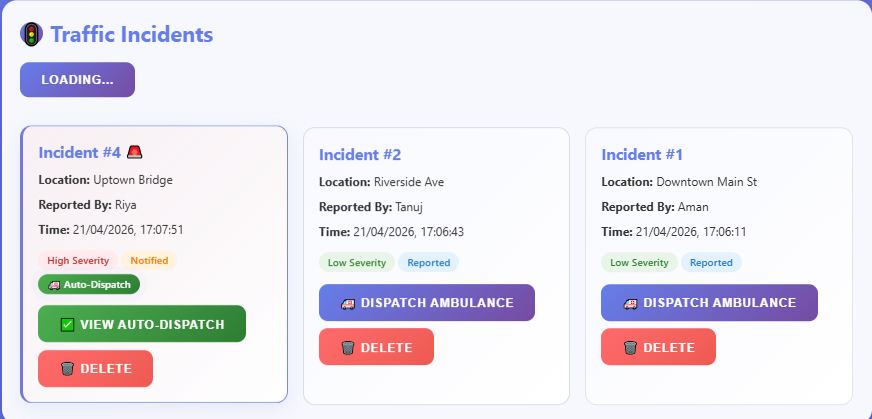 Traffic Incidents
LOADING...
Incident #4
Location: Uptown Bridge
Reported By: Riya
Time: 21/04/2026, 17:07:51
High Severity Notified
Auto-Dispatch
VIEW AUTO-DISPATCH
DELETE
Incident #2
Location: Riverside Ave
Reported By: Tanuj
Time: 21/04/2026, 17:06:43
Low Severity Reported
DISPATCH AMBULANCE
DELETE
Incident #1
Location: Downtown Main St
Reported By: Aman
Time: 21/04/2026, 17:06:11
Low Severity Reported
DISPATCH AMBULANCE
DELETE